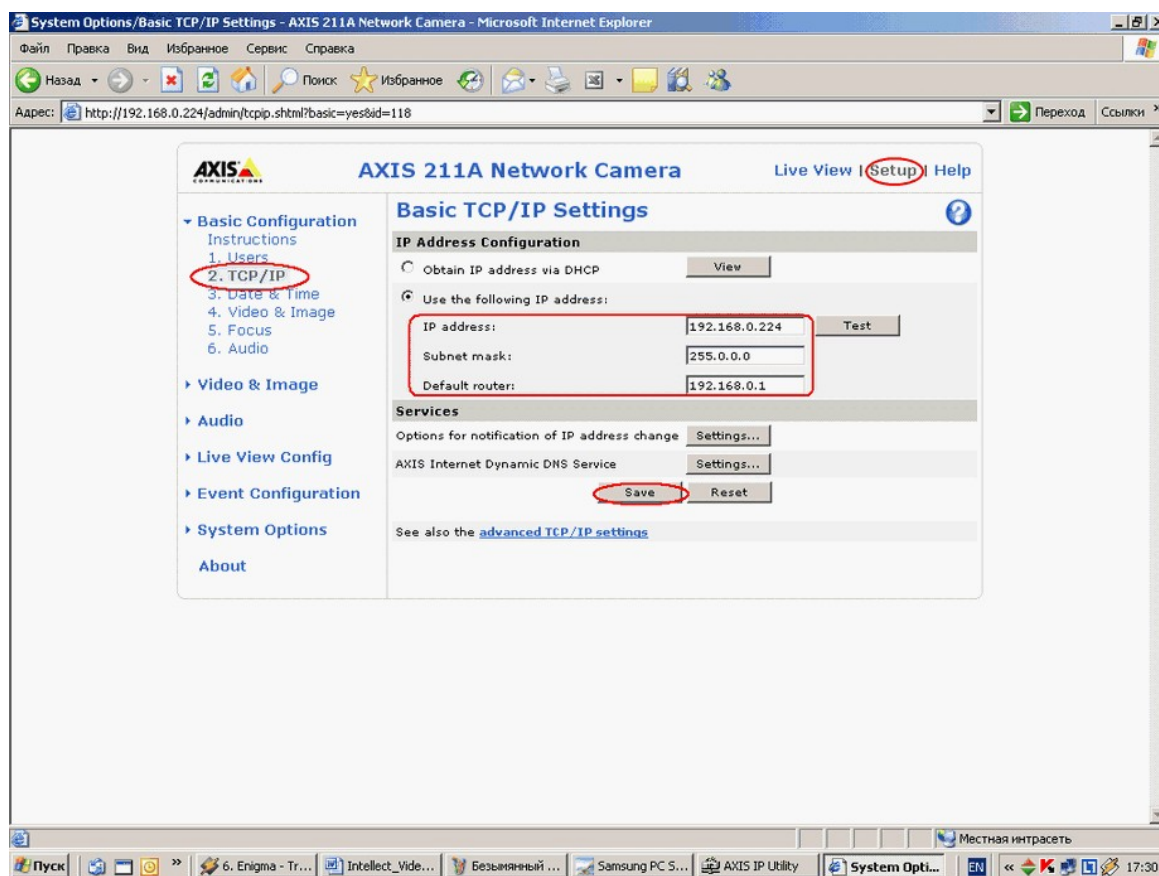 System Options/Basic TCP/IP Settings - AXIS 211A Network Camera - Microsoft Internet Explorer
Файл Правка Вид Избранное Сервис Справка
Назад Поиск Избранное
Адрес: http://192.168.0.224/admin/tcpip.shtml?basic=yes&id=118 Переход Ссылки »
AXIS COMMUNICATIONS AXIS 211A Network Camera Live View | Setup | Help
Basic Configuration
Instructions
1. Users
2. TCP/IP
3. Date & Time
4. Video & Image
5. Focus
6. Audio
Video & Image
Audio
Live View Config
Event Configuration
System Options
About
Basic TCP/IP Settings
IP Address Configuration
Obtain IP address via DHCP View
Use the following IP address:
IP address: 192.168.0.224 Test
Subnet mask: 255.0.0.0
Default router: 192.168.0.1
Services
Options for notification of IP address change Settings...
AXIS Internet Dynamic DNS Service Settings...
Save Reset
See also the advanced TCP/IP settings
Местная интрасеть
Пуск » 6. Enigma - Tr... Intellect_Vide... Безымянный ... Samsung PC S... AXIS IP Utility System Opti... EN « 17:30